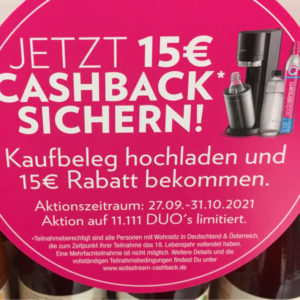 JETZT 15€
CASHBACK*
SICHERN!
sodastream
Kaufbeleg hochladen und
15€ Rabatt bekommen.
Aktionszeitraum: 27.09.-31.10.2021
Aktion auf 11.111 DUO's limitiert.
*Teilnahmeberechtigt sind alle Personen mit Wohnsitz in Deutschland & Österreich,
die zum Zeitpunkt ihrer Teilnahme das 18. Lebensjahr vollendet haben.
Eine Mehrfachteilnahme ist nicht möglich. Weitere Details und die
vollständigen Teilnahmebedingungen findest Du unter
www.sodastream-cashback.de